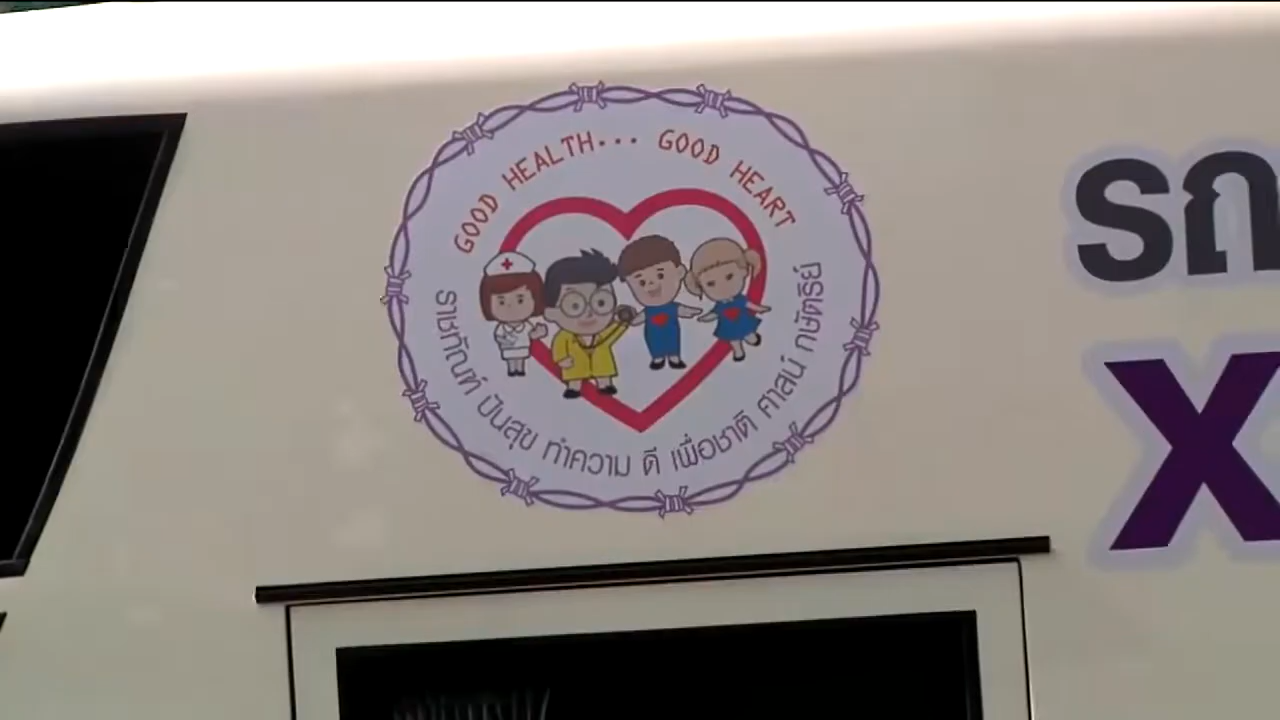 GOOD HEALTH... GOOD HEART
ราชทัณฑ์ ปันสุข ทำความ ดี เพื่อชาติ ศาสน์ กษัตริย์
รถ
X